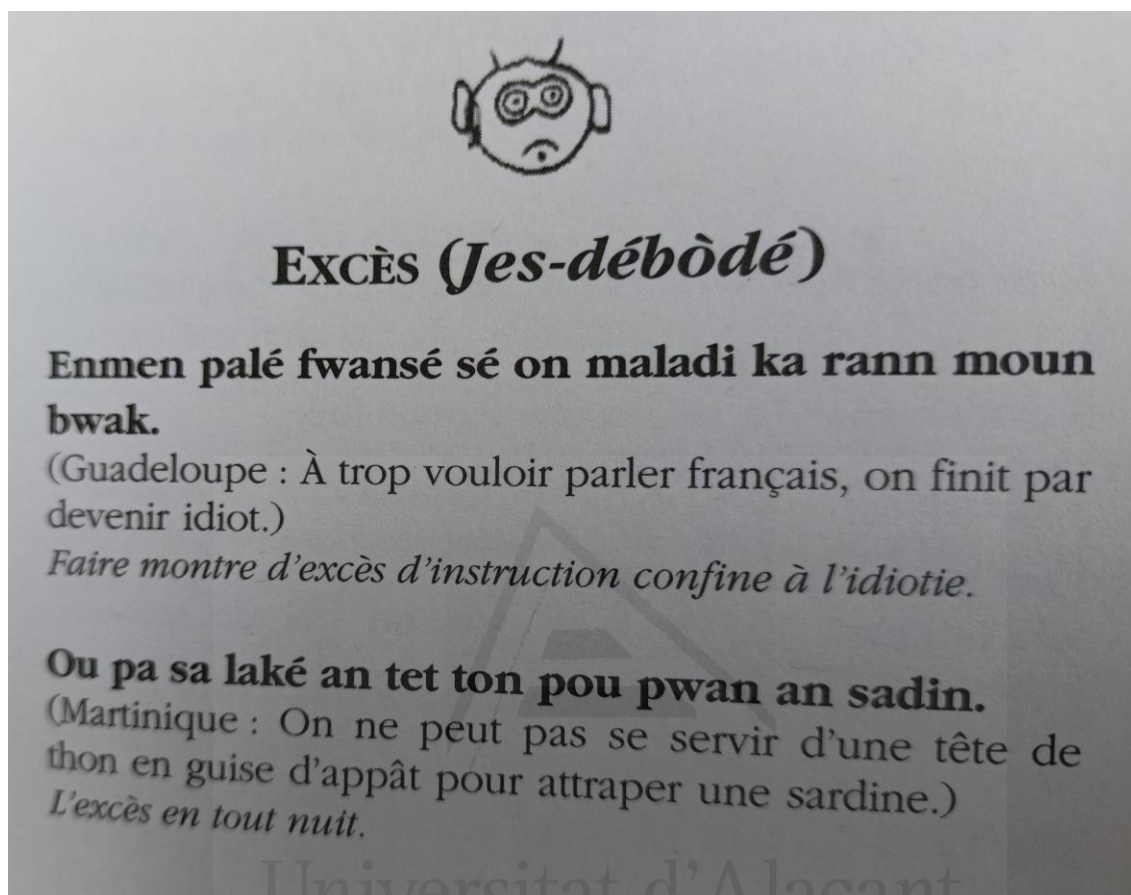 EXCÈS (Jes-débòdé)
Enmen palé fwansé sé on maladi ka rann moun
bwak.
(Guadeloupe : À trop vouloir parler français, on finit par
devenir idiot.)
Faire montre d'excès d'instruction confine à l'idiotie.
Ou pa sa laké an tet ton pou pwan an sadin.
(Martinique : On ne peut pas se servir d'une tête de
thon en guise d'appât pour attraper une sardine.)
L'excès en tout nuit.
Universitat d'Alacant